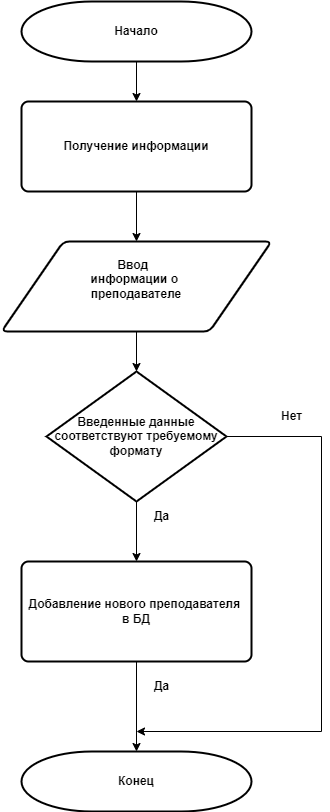 Начало
Получение информации
Ввод
информации о
преподавателе
Введенные данные
соответствуют требуемому
формату
Нет
Да
Добавление нового преподавателя
в БД
Да
Конец